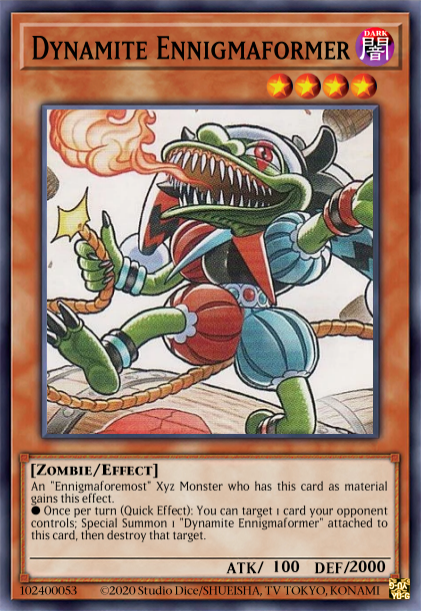 DYNAMITE ENNIGMAFORMER
DARK
闇
[ZOMBIE/EFFECT]
An "Ennigmaforemost" Xyz Monster who has this card as material
gains this effect.
●Once per turn (Quick Effect): You can target 1 card your opponent
controls; Special Summon 1 "Dynamite Ennigmaformer" attached to
this card, then destroy that target.
ATK/ 100 DEF/2000
102400053 ©2020 Studio Dice/SHUEISHA, TV TOKYO, KONAMI